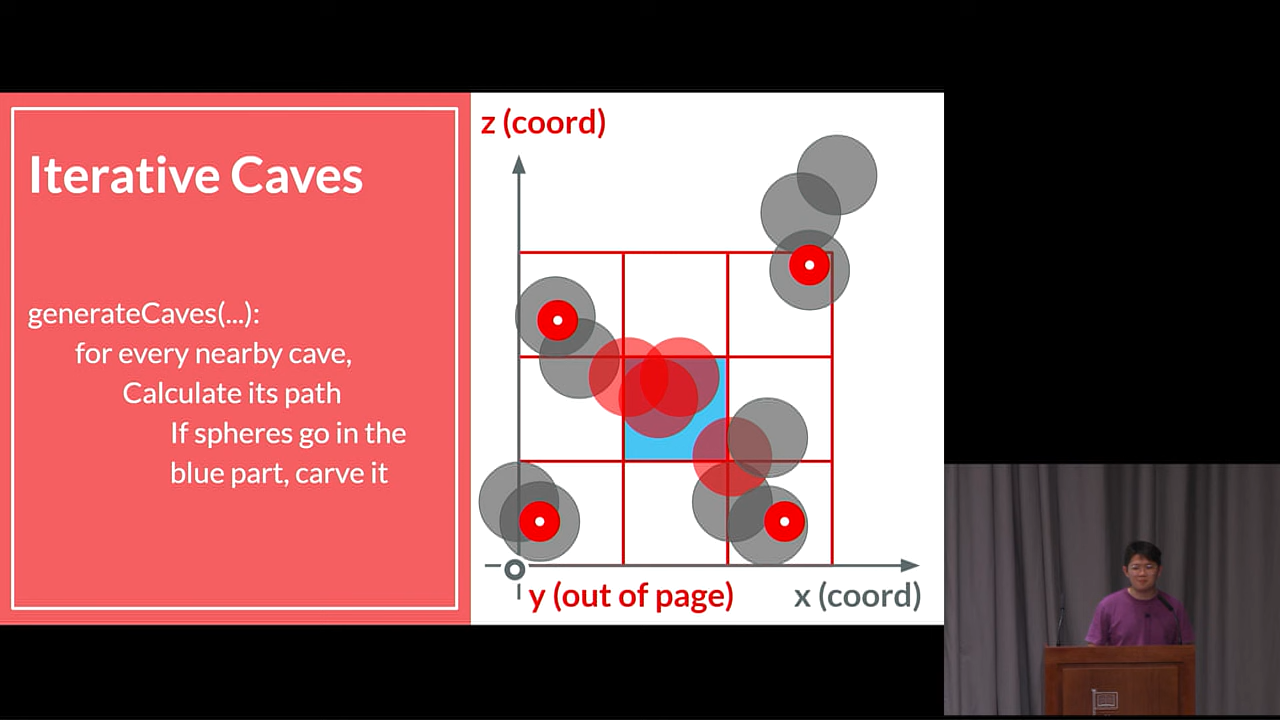 Iterative Caves
generateCaves(...):
for every nearby cave,
Calculate its path
If spheres go in the
blue part, carve it
z (coord)
y (out of page)
x (coord)